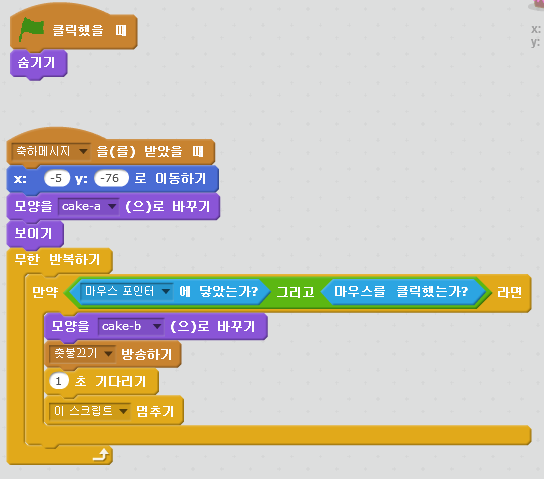 클릭했을 때
숨기기
축하메시지 을(를) 받았을 때
x: -5 y: -76 로 이동하기
모양을 cake-a (으)로 바꾸기
보이기
무한 반복하기
만약 마우스 포인터 에 닿았는가? 그리고 마우스를 클릭했는가? 라면
모양을 cake-b (으)로 바꾸기
촛불끄기 방송하기
1 초 기다리기
이 스크립트 멈추기
x:
y: